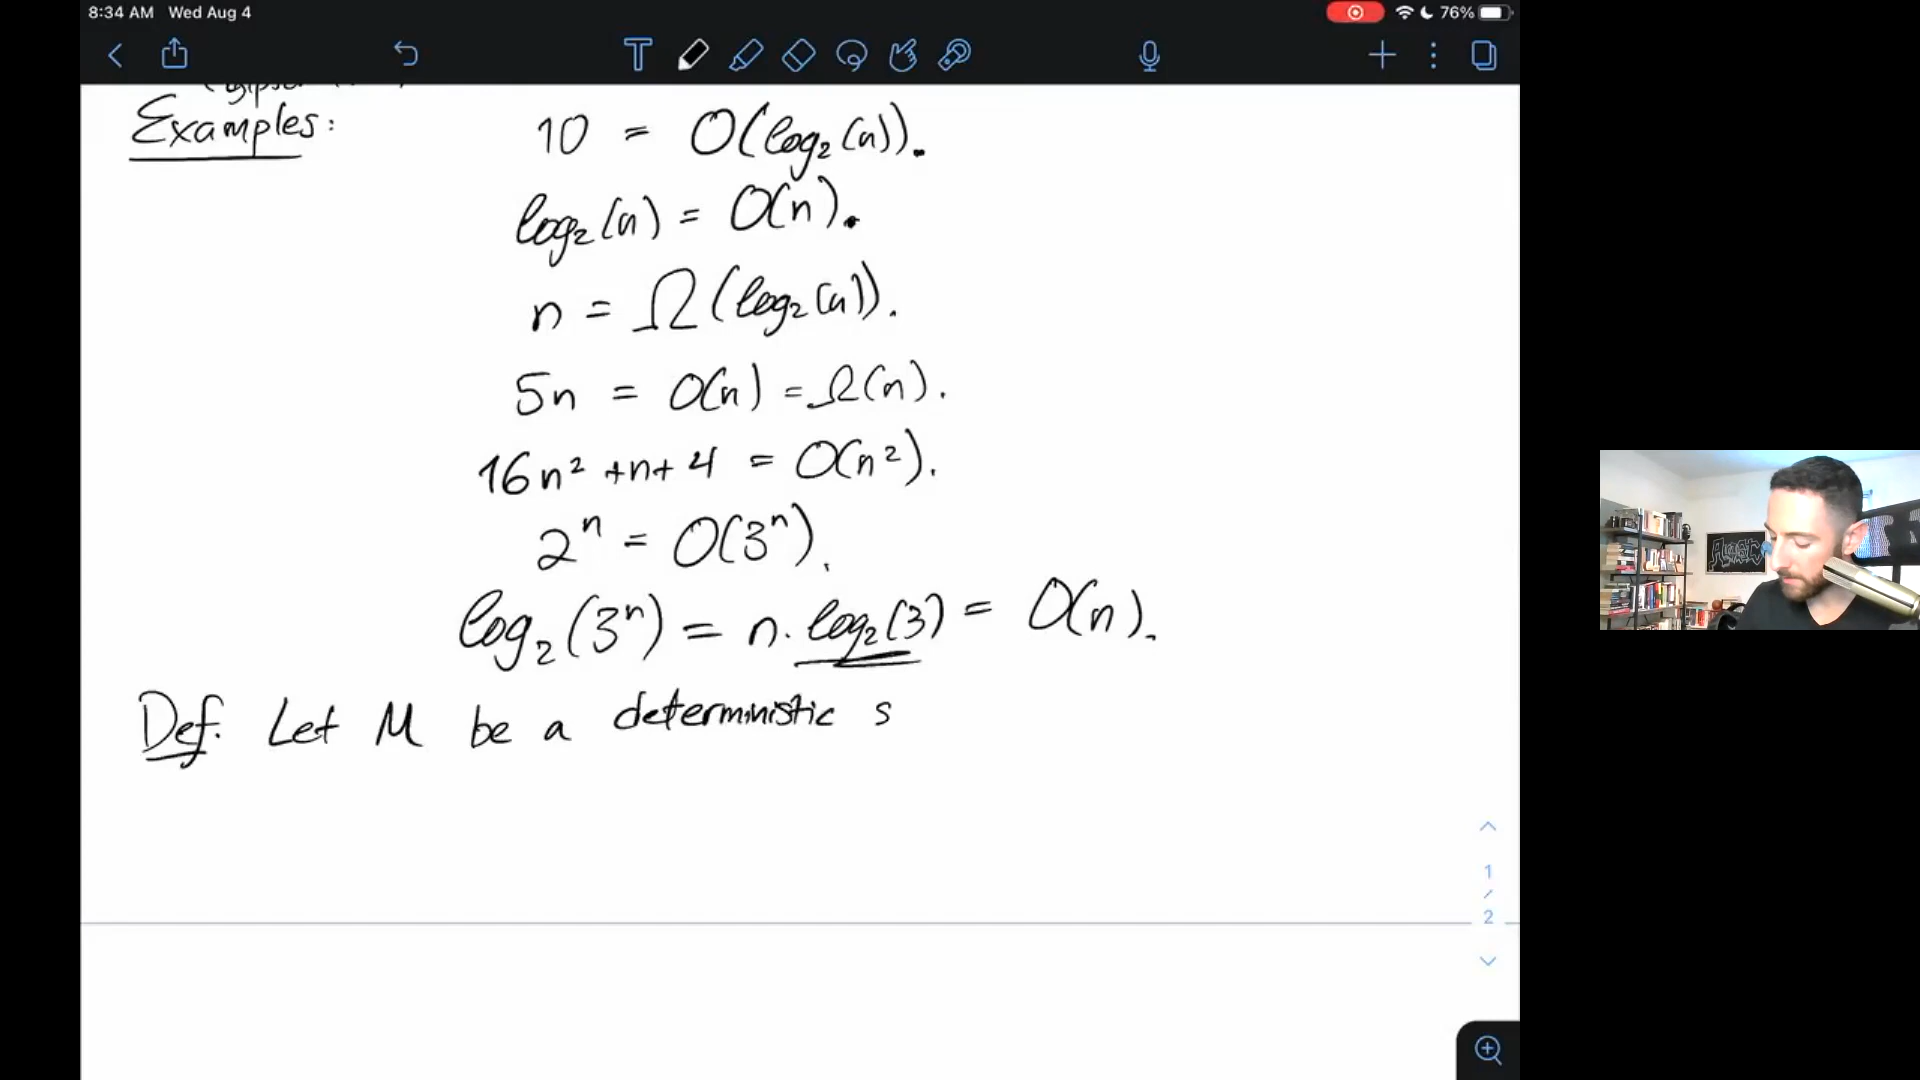 8:34 AM Wed Aug 4
76%
Examples:
10 = O(log₂(n)).
log₂(n) = O(n).
n = Ω(log₂(n)).
5n = O(n) = Ω(n).
16n² + n + 4 = O(n²).
2ⁿ = O(3ⁿ).
log₂(3ⁿ) = n · log₂(3) = O(n).
Def. Let M be a deterministic s
1
/
2